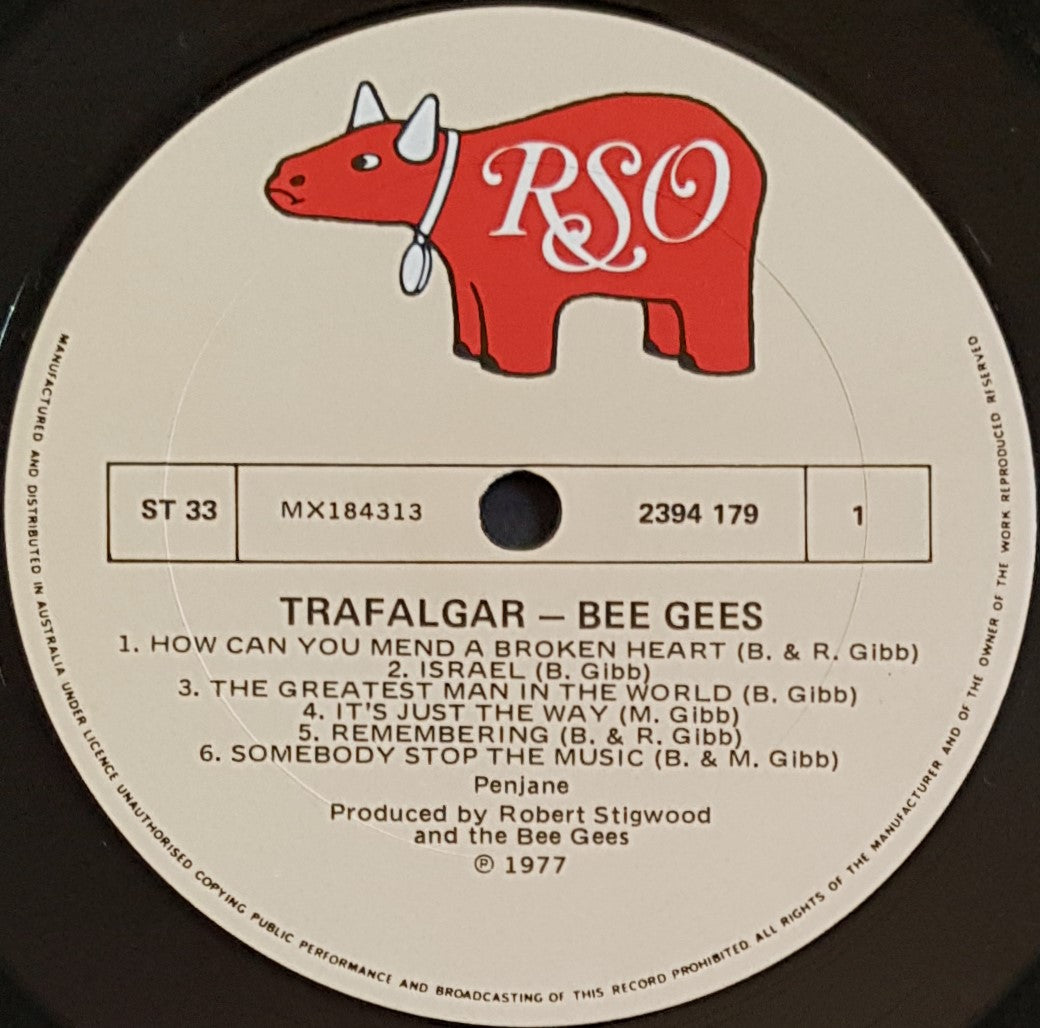 RSO
ST 33
MX184313
2394 179
1
TRAFALGAR – BEE GEES
1. HOW CAN YOU MEND A BROKEN HEART (B. & R. Gibb)
2. ISRAEL (B. Gibb)
3. THE GREATEST MAN IN THE WORLD (B. Gibb)
4. IT'S JUST THE WAY (M. Gibb)
5. REMEMBERING (B. & R. Gibb)
6. SOMEBODY STOP THE MUSIC (B. & M. Gibb)
Penjane
Produced by Robert Stigwood
and the Bee Gees
℗ 1977
MANUFACTURED AND DISTRIBUTED IN AUSTRALIA UNDER LICENCE UNAUTHORISED COPYING PUBLIC PERFORMANCE AND BROADCASTING OF THIS RECORD PROHIBITED. ALL RIGHTS OF THE MANUFACTURER AND OF THE OWNER OF THE WORK REPRODUCED RESERVED